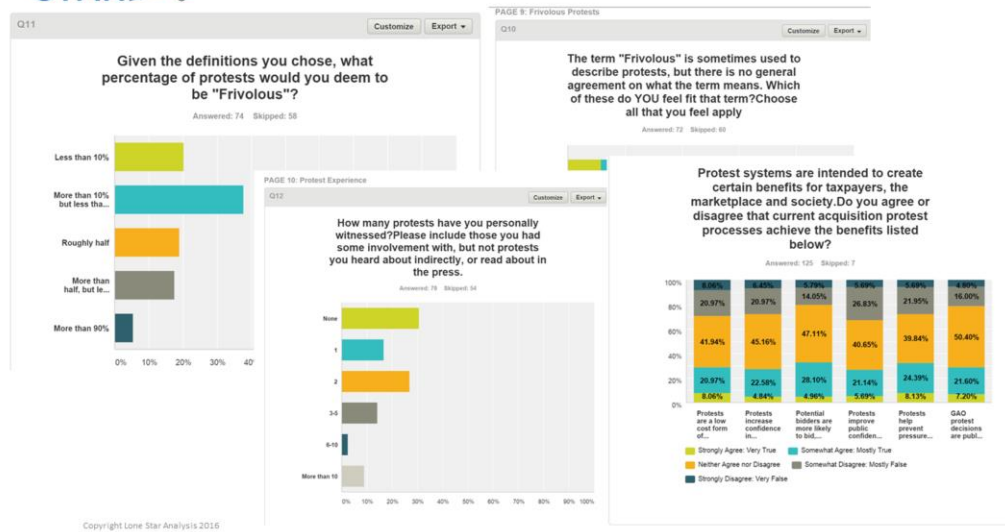 Q11
Customize
Export
Given the definitions you chose, what
percentage of protests would you deem to
be "Frivolous"?
Answered: 74 Skipped: 58
Less than 10%
More than 10%
but less tha...
Roughly half
More than
half, but le...
More than 90%
0% 10% 20% 30% 40
PAGE 9: Frivolous Protests
Q10
Customize
Export
The term "Frivolous" is sometimes used to
describe protests, but there is no general
agreement on what the term means. Which
of these do YOU feel fit that term?Choose
all that you feel apply
Answered: 72 Skipped: 60
PAGE 10: Protest Experience
Q12
Customize
Export
How many protests have you personally
witnessed?Please include those you had
some involvement with, but not protests
you heard about indirectly, or read about in
the press.
Answered: 78 Skipped: 54
None
1
2
3-5
6-10
More than 10
0% 10% 20% 30% 40% 50% 60% 70% 80% 90% 100%
Protest systems are intended to create
certain benefits for taxpayers, the
marketplace and society.Do you agree or
disagree that current acquisition protest
processes achieve the benefits listed
below?
Answered: 125 Skipped: 7
100%
80%
60%
40%
20%
0%
8.06% 6.45% 5.79% 5.69% 5.69% 4.80%
20.97% 20.97% 14.05% 26.83% 21.95% 16.00%
41.94% 45.16% 47.11% 40.65% 39.84% 50.40%
20.97% 22.58% 28.10% 21.14% 24.39% 21.60%
8.06% 4.84% 4.96% 5.69% 8.13% 7.20%
Protests
are a low
cost form
of...
Protests
increase
confidence
in...
Potential
bidders are
more likely
to bid,...
Protests
improve
public
confiden...
Protests
help
prevent
pressure...
GAO
protest
decisions
are publ...
Strongly Agree: Very True
Somewhat Agree: Mostly True
Neither Agree nor Disagree
Somewhat Disagree: Mostly False
Strongly Disagree: Very False
Copyright Lone Star Analysis 2016